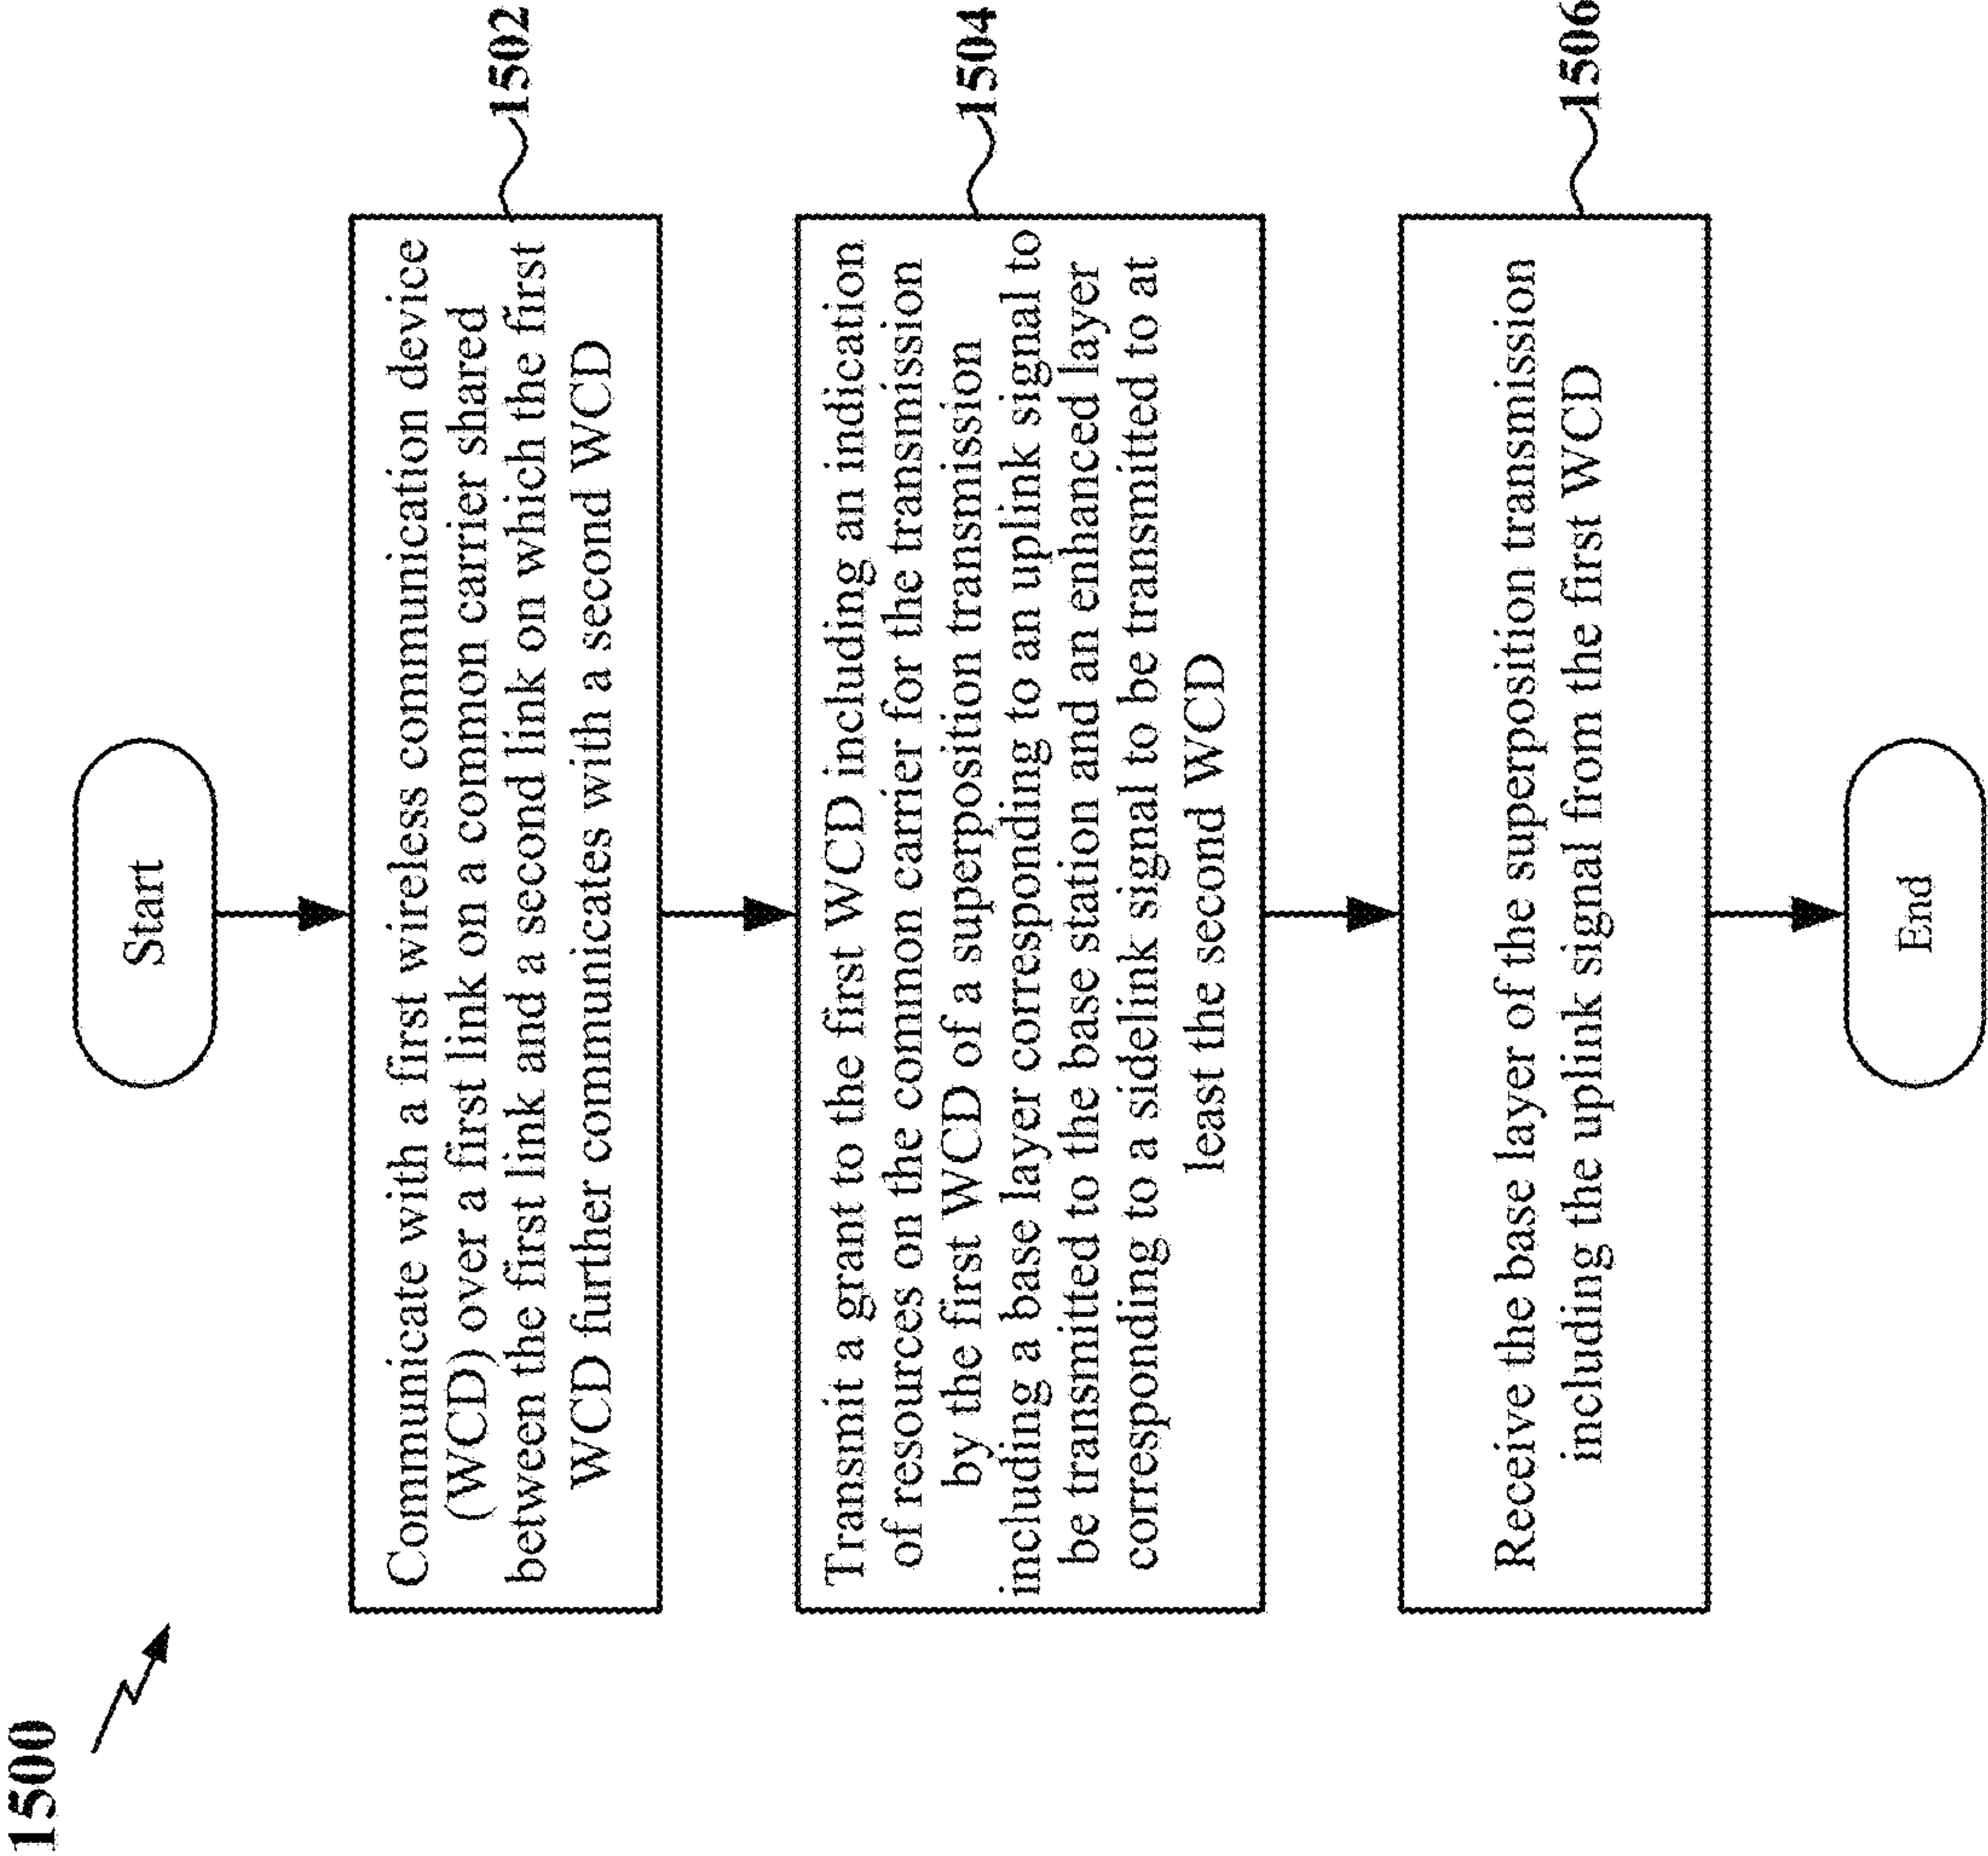 1500
Start
Communicate with a first wireless communication device
(WCD) over a first link on a common carrier shared
between the first link and a second link on which the first
WCD further communicates with a second WCD
1502
Transmit a grant to the first WCD including an indication
of resources on the common carrier for the transmission
by the first WCD of a superposition transmission
including a base layer corresponding to an uplink signal to
be transmitted to the base station and an enhanced layer
corresponding to a sidelink signal to be transmitted to at
least the second WCD
1504
Receive the base layer of the superposition transmission
including the uplink signal from the first WCD
1506
End